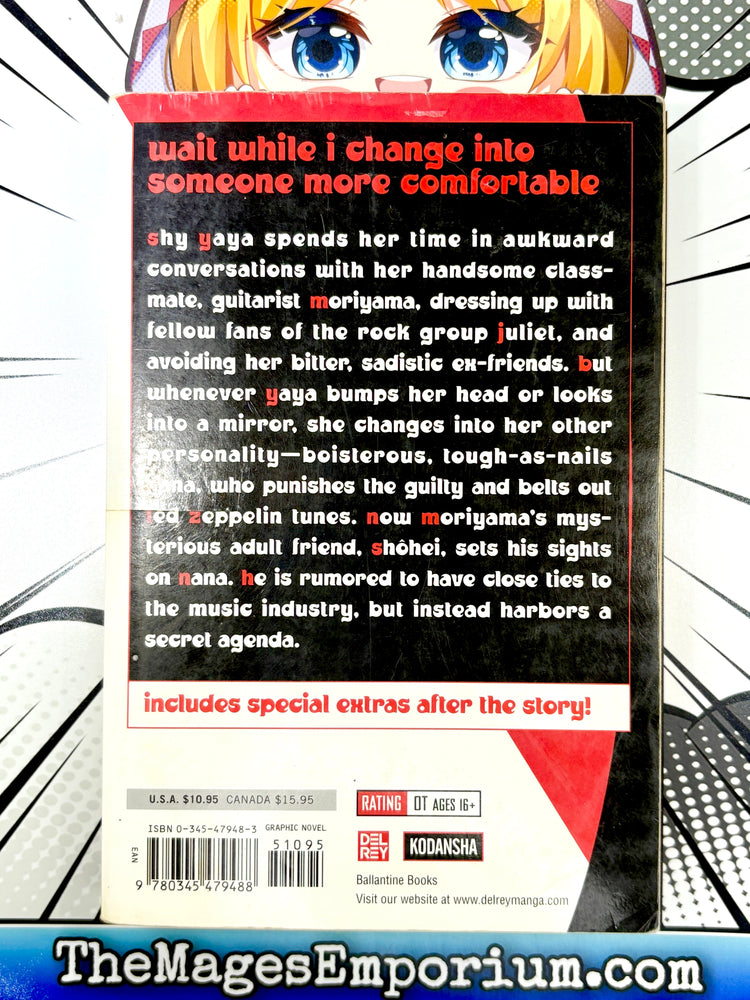 wait while i change into
someone more comfortable
shy yaya spends her time in awkward
conversations with her handsome class-
mate, guitarist moriyama, dressing up with
fellow fans of the rock group juliet, and
avoiding her bitter, sadistic ex-friends. but
whenever yaya bumps her head or looks
into a mirror, she changes into her other
personality—boisterous, tough-as-nails
nana, who punishes the guilty and belts out
led zeppelin tunes. now moriyama's mys-
terious adult friend, shôhei, sets his sights
on nana. he is rumored to have close ties to
the music industry, but instead harbors a
secret agenda.
includes special extras after the story!
U.S.A. $10.95 CANADA $15.95
RATING OT AGES 16+
ISBN 0-345-47948-3 GRAPHIC NOVEL
51095
EAN
9 780345 479488
DEL REY KODANSHA
Ballantine Books
Visit our website at www.delreymanga.com
TheMagesEmporium.com